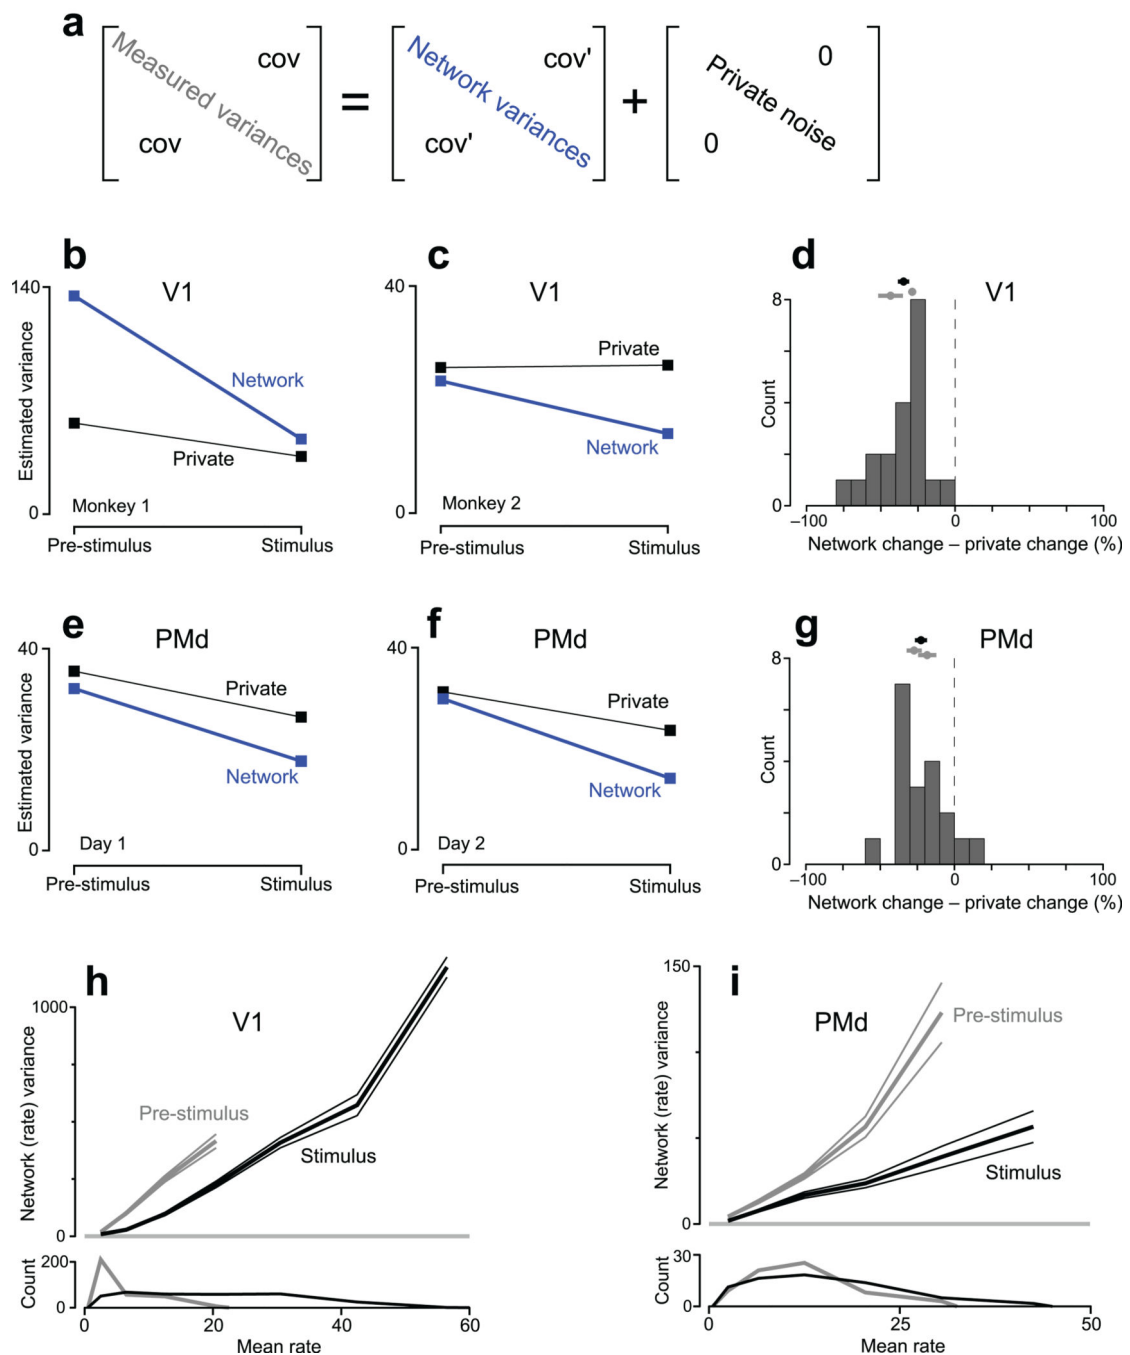 a
Measured variances
cov
cov
=
Network variances
cov'
cov'
+
Private noise
0
0
b
V1
140
Estimated variance
Network
Private
0
Monkey 1
Pre-stimulus
Stimulus
c
V1
40
Private
Network
0
Monkey 2
Pre-stimulus
Stimulus
d
V1
8
Count
0
–100
0
100
Network change – private change (%)
e
PMd
40
Estimated variance
Private
Network
0
Day 1
Pre-stimulus
Stimulus
f
PMd
40
Private
Network
0
Day 2
Pre-stimulus
Stimulus
g
PMd
8
Count
0
–100
0
100
Network change – private change (%)
h
V1
1000
Network (rate) variance
Pre-stimulus
Stimulus
0
200
Count
0
0
20
40
60
Mean rate
i
PMd
150
Network (rate) variance
Pre-stimulus
Stimulus
0
30
Count
0
0
25
50
Mean rate